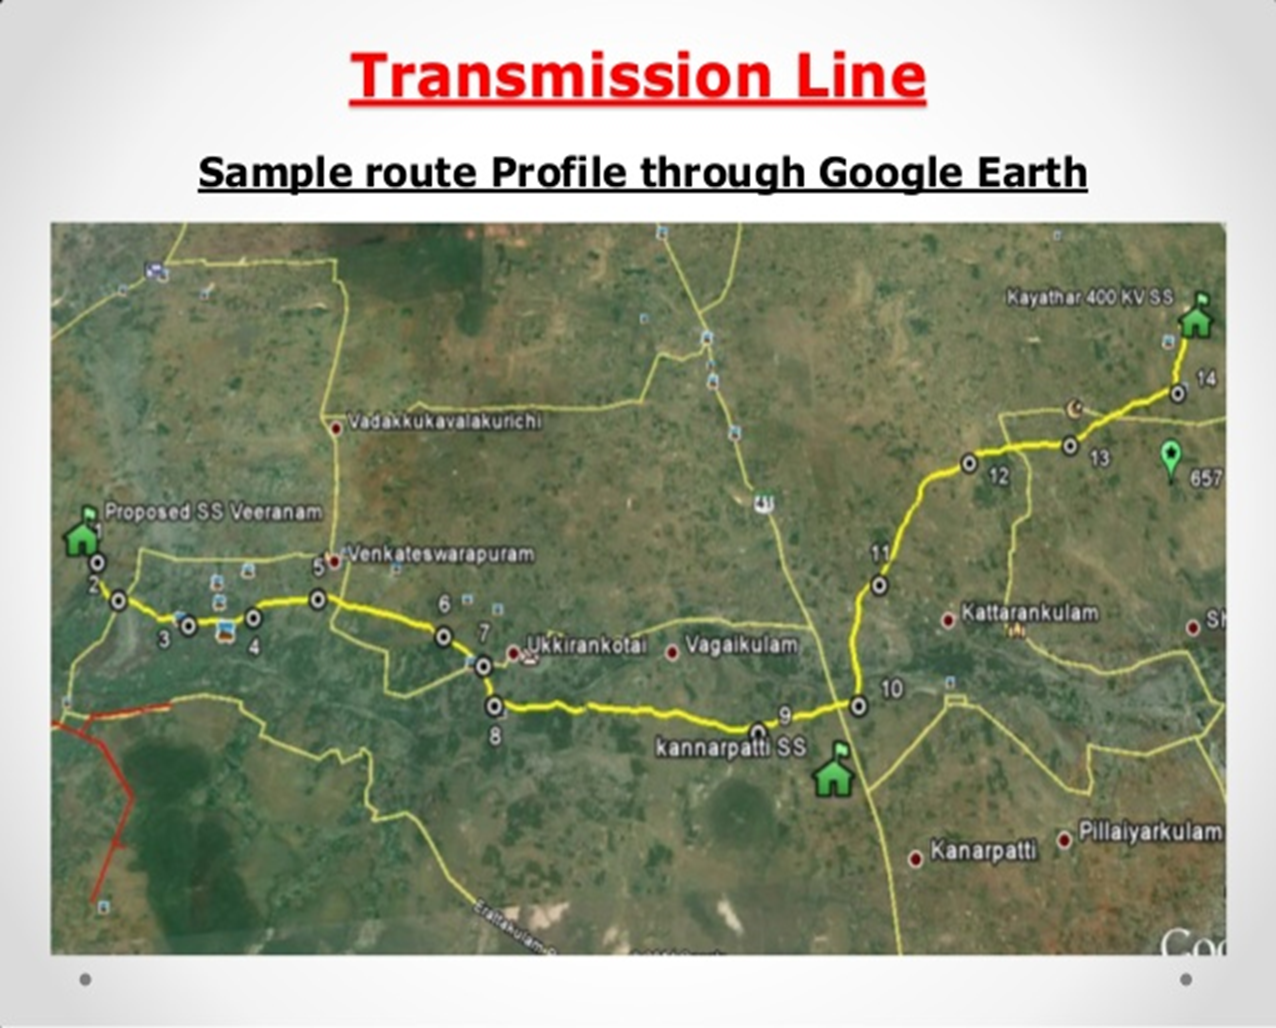 Transmission Line
Sample route Profile through Google Earth
Kayathar 400 KV SS
14
Vadakkukavalakurichi
13
12
657
Proposed SS Veeranam
1
Venkateswarapuram
11
5
2
6
Kattarankulam
3
4
7
Ukkirankotai
Vagaikulam
10
8
9
kannarpatti SS
Pillaiyarkulam
Kanarpatti